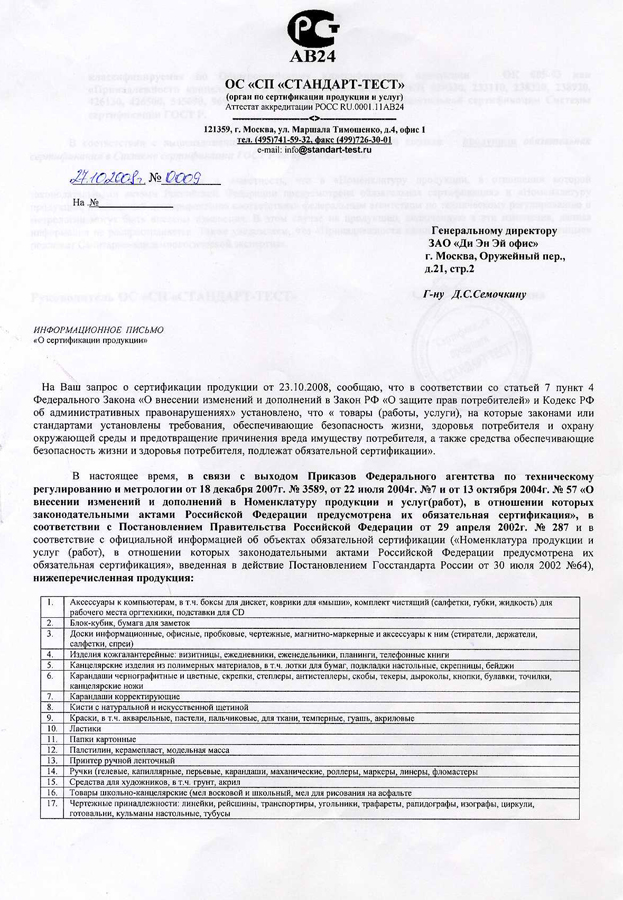 РСТ
АВ24
ОС «СП «СТАНДАРТ-ТЕСТ»
(орган по сертификации продукции и услуг)
Аттестат аккредитации РОСС RU.0001.11АВ24
121359, г. Москва, ул. Маршала Тимошенко, д.4, офис 1
тел. (495)741-59-32, факс (499)726-30-01
e-mail: info@standart-test.ru
27.10.2008г. № 0009
На №
Генеральному директору
ЗАО «Ди Эн Эй офис»
г. Москва, Оружейный пер.,
д.21, стр.2
Г-ну Д.С.Семочкину
ИНФОРМАЦИОННОЕ ПИСЬМО
«О сертификации продукции»
На Ваш запрос о сертификации продукции от 23.10.2008, сообщаю, что в соответствии со статьей 7 пункт 4
Федерального Закона «О внесении изменений и дополнений в Закон РФ «О защите прав потребителей» и Кодекс РФ
об административных правонарушениях» установлено, что « товары (работы, услуги), на которые законами или
стандартами установлены требования, обеспечивающие безопасность жизни, здоровья потребителя и охрану
окружающей среды и предотвращение причинения вреда имуществу потребителя, а также средства обеспечивающие
безопасность жизни и здоровья потребителя, подлежат обязательной сертификации».
В настоящее время, в связи с выходом Приказов Федерального агентства по техническому
регулированию и метрологии от 18 декабря 2007г. № 3589, от 22 июля 2004г. №7 и от 13 октября 2004г. № 57 «О
внесении изменений и дополнений в Номенклатуру продукции и услуг(работ), в отношении которых
законодательными актами Российской Федерации предусмотрена их обязательная сертификация», в
соответствии с Постановлением Правительства Российской Федерации от 29 апреля 2002г. № 287 и в
соответствие с официальной информацией об объектах обязательной сертификации («Номенклатура продукции и
услуг (работ), в отношении которых законодательными актами Российской Федерации предусмотрена их
обязательная сертификация», введенная в действие Постановлением Госстандарта России от 30 июля 2002 №64),
нижеперечисленная продукция:
1. Аксессуары к компьютерам, в т.ч. боксы для дискет, коврики для «мыши», комплект чистящий (салфетки, губки, жидкость) для
рабочего места оргтехники, подставки для CD
2. Блок-кубик, бумага для заметок
3. Доски информационные, офисные, пробковые, чертежные, магнитно-маркерные и аксессуары к ним (стиратели, держатели,
салфетки, спреи)
4. Изделия кожгалантерейные: визитницы, ежедневники, еженедельники, планинги, телефонные книги
5. Канцелярские изделия из полимерных материалов, в т.ч. лотки для бумаг, подкладки настольные, скрепницы, бейджи
6. Карандаши чернографитные и цветные, скрепки, степлеры, антистеплеры, скобы, текеры, дыроколы, кнопки, булавки, точилки,
канцелярские ножи
7. Карандаши корректирующие
8. Кисти с натуральной и искусственной щетиной
9. Краски, в т.ч. акварельные, пастели, пальчиковые, для ткани, темперные, гуашь, акриловые
10. Ластики
11. Папки картонные
12. Пластилин, керамепласт, модельная масса
13. Принтер ручной ленточный
14. Ручки (гелевые, капиллярные, перьевые, карандаши, маханические, роллеры, маркеры, линеры, фломастеры
15. Средства для художников, в т.ч. грунт, акрил
16. Товары школьно-канцелярские (мел восковой и школьный, мел для рисования на асфальте
17. Чертежные принадлежности: линейки, рейсшины, транспортиры, угольники, трафареты, рапидографы, изографы, циркули,
готовальни, кульманы настольные, тубусы